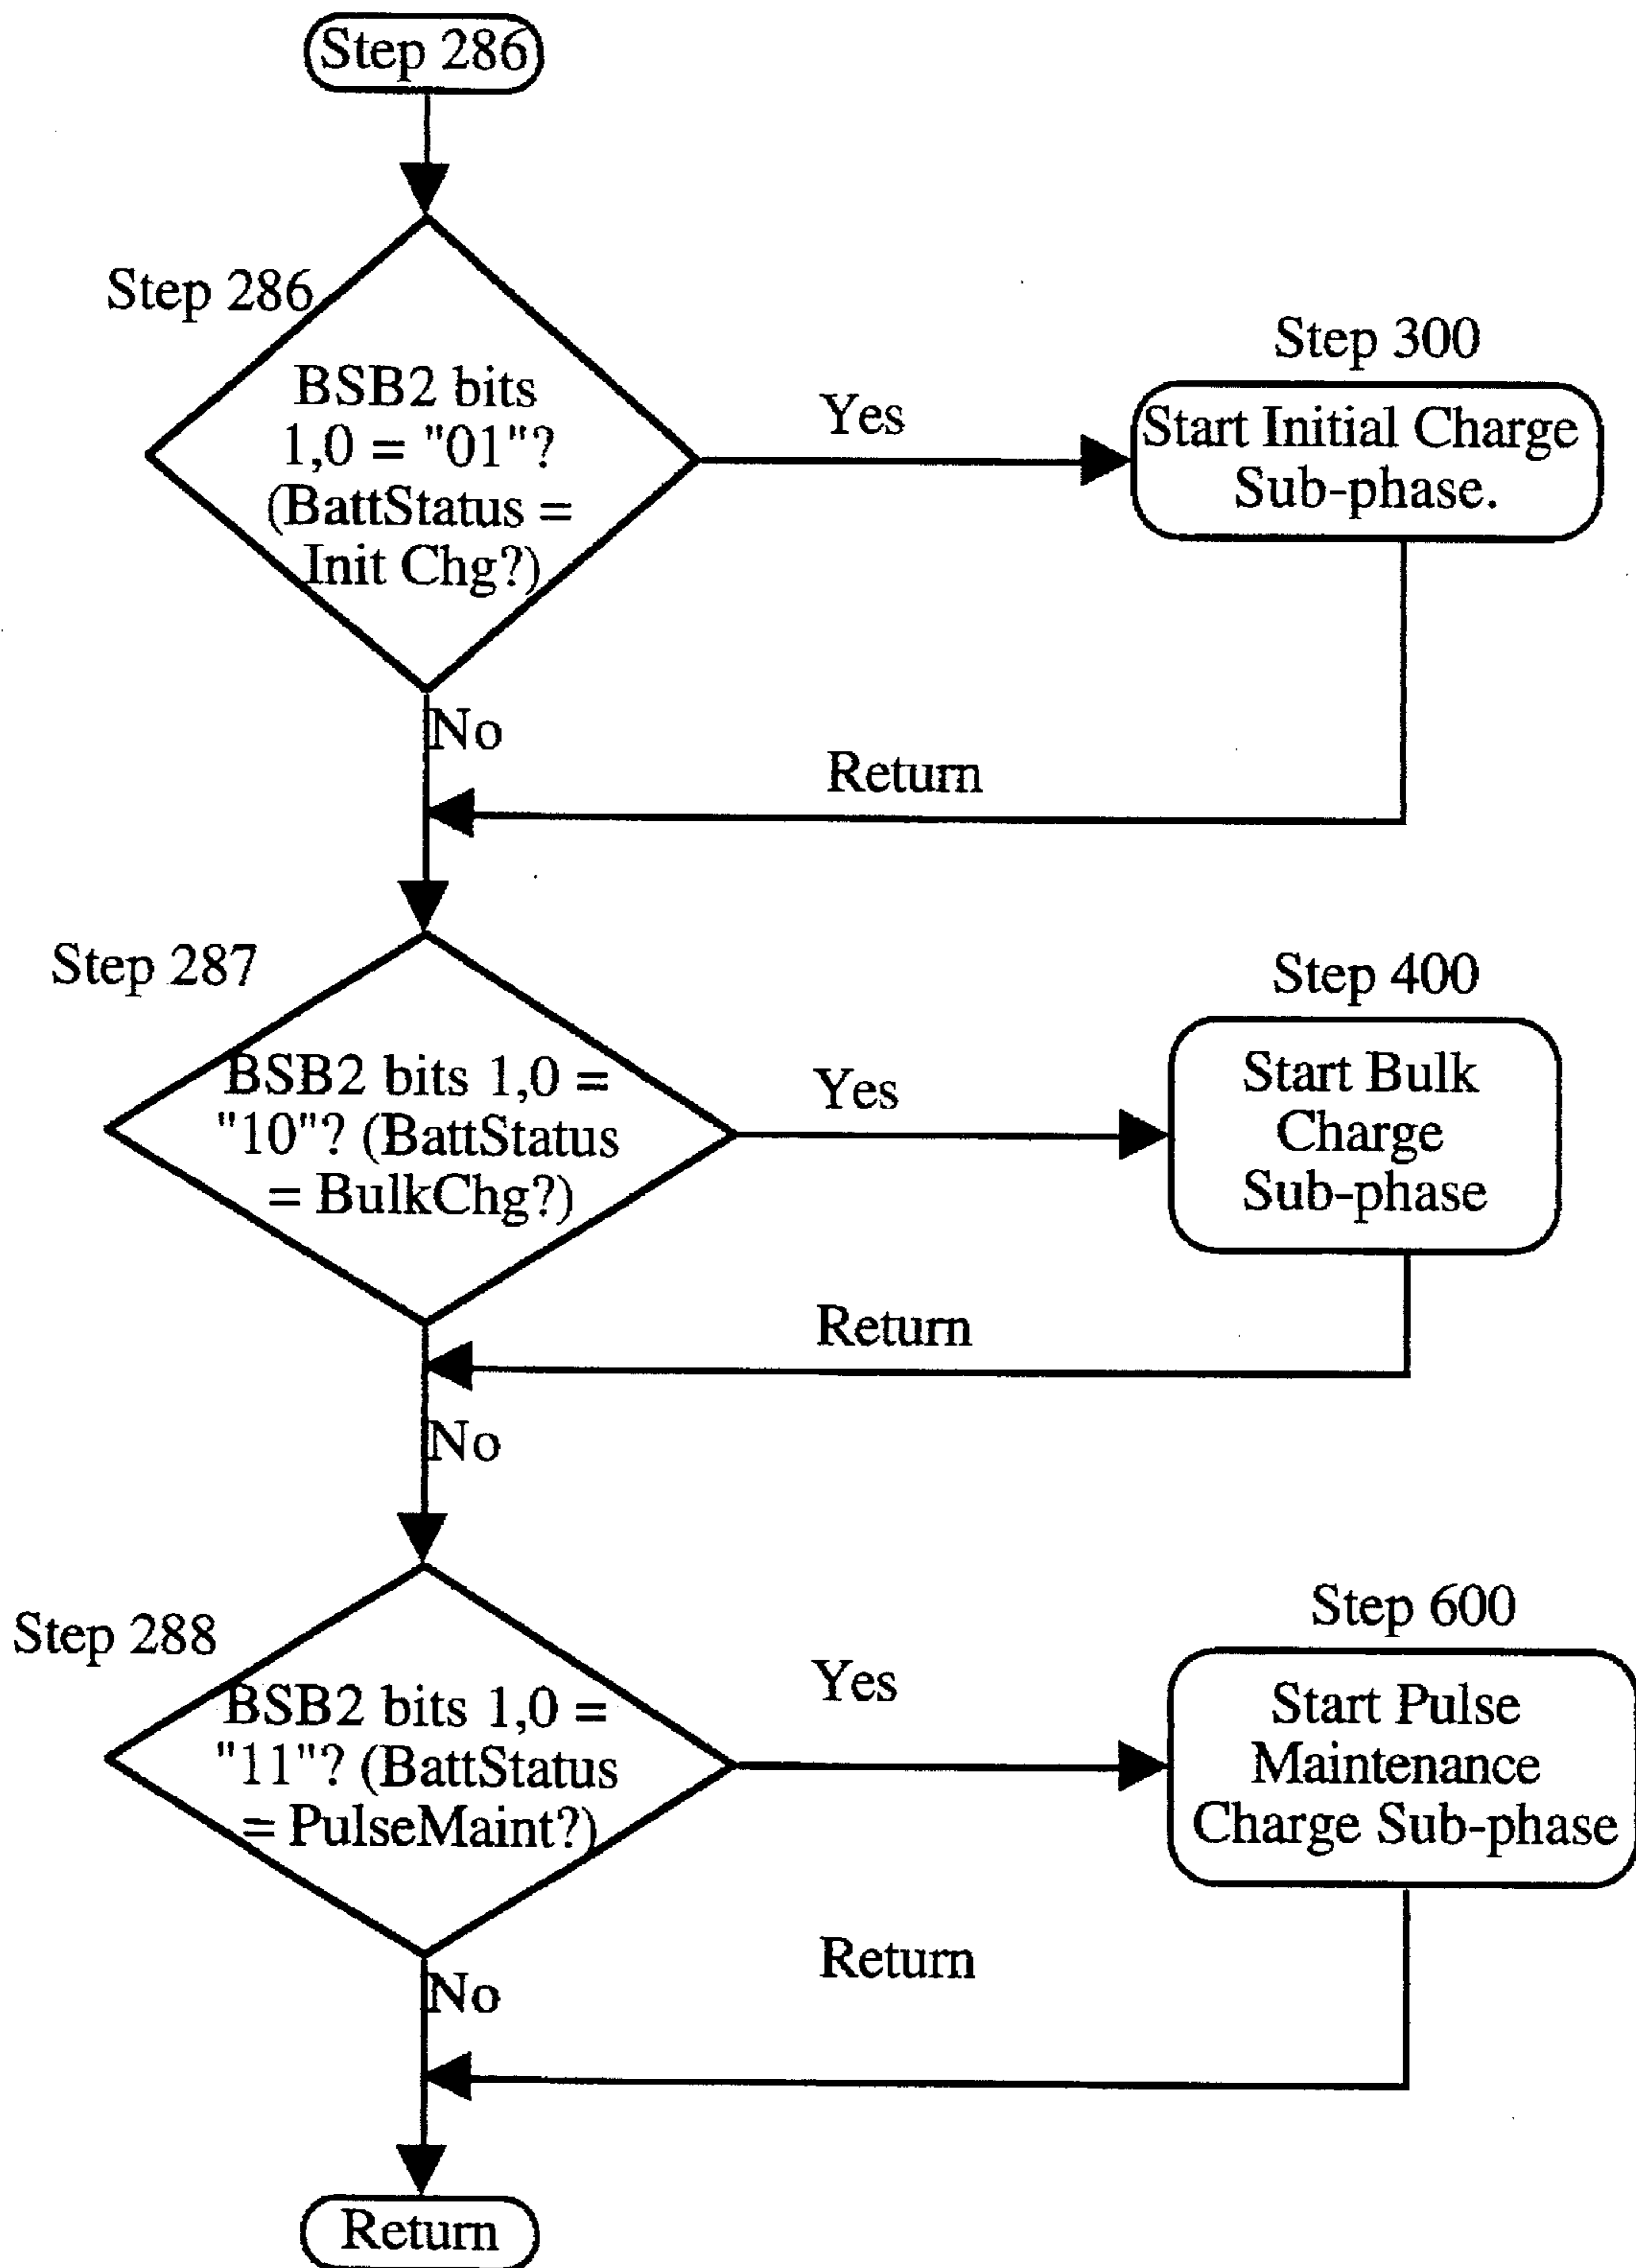 Step 286
Step 286
BSB2 bits
1,0 = "01"?
(BattStatus =
Init Chg?)
Yes
Step 300
Start Initial Charge
Sub-phase.
No
Return
Step 287
BSB2 bits 1,0 =
"10"? (BattStatus
= BulkChg?)
Yes
Step 400
Start Bulk
Charge
Sub-phase
Return
No
Step 288
BSB2 bits 1,0 =
"11"? (BattStatus
= PulseMaint?)
Yes
Step 600
Start Pulse
Maintenance
Charge Sub-phase
Return
No
Return